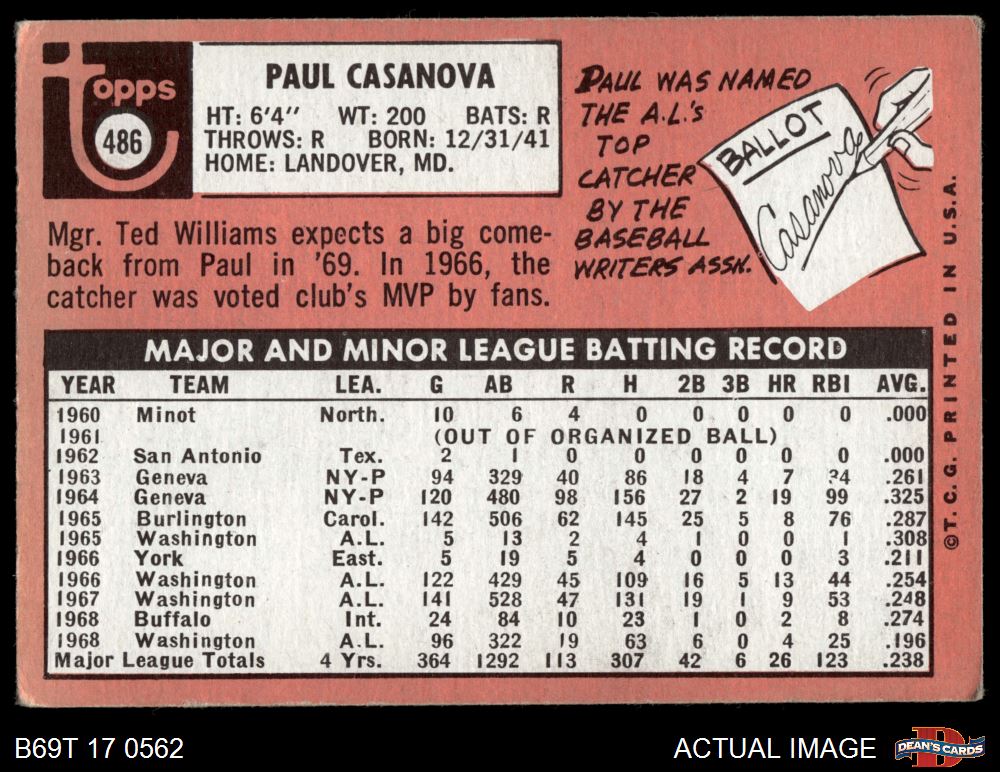 Topps
486
PAUL CASANOVA
HT: 6'4" WT: 200 BATS: R
THROWS: R BORN: 12/31/41
HOME: LANDOVER, MD.
PAUL WAS NAMED
THE A.L.'S
TOP
CATCHER
BY THE
BASEBALL
WRITERS ASSN.
BALLOT
Casanova
Mgr. Ted Williams expects a big come-
back from Paul in '69. In 1966, the
catcher was voted club's MVP by fans.
MAJOR AND MINOR LEAGUE BATTING RECORD
YEAR TEAM LEA. G AB R H 2B 3B HR RBI AVG.
1960 Minot North. 10 6 4 0 0 0 0 0 .000
1961 (OUT OF ORGANIZED BALL)
1962 San Antonio Tex. 2 1 0 0 0 0 0 0 .000
1963 Geneva NY-P 94 329 40 86 18 4 7 34 .261
1964 Geneva NY-P 120 480 98 156 27 2 19 99 .325
1965 Burlington Carol. 142 506 62 145 25 5 8 76 .287
1965 Washington A.L. 5 13 2 4 1 0 0 1 .308
1966 York East. 5 19 5 4 0 0 0 3 .211
1966 Washington A.L. 122 429 45 109 16 5 13 44 .254
1967 Washington A.L. 141 528 47 131 19 1 9 53 .248
1968 Buffalo Int. 24 84 10 23 1 0 2 8 .274
1968 Washington A.L. 96 322 19 63 6 0 4 25 .196
Major League Totals 4 Yrs. 364 1292 113 307 42 6 26 123 .238
©T. C. G. PRINTED IN U.S.A.
B69T 17 0562
ACTUAL IMAGE
D
DEAN'S CARDS